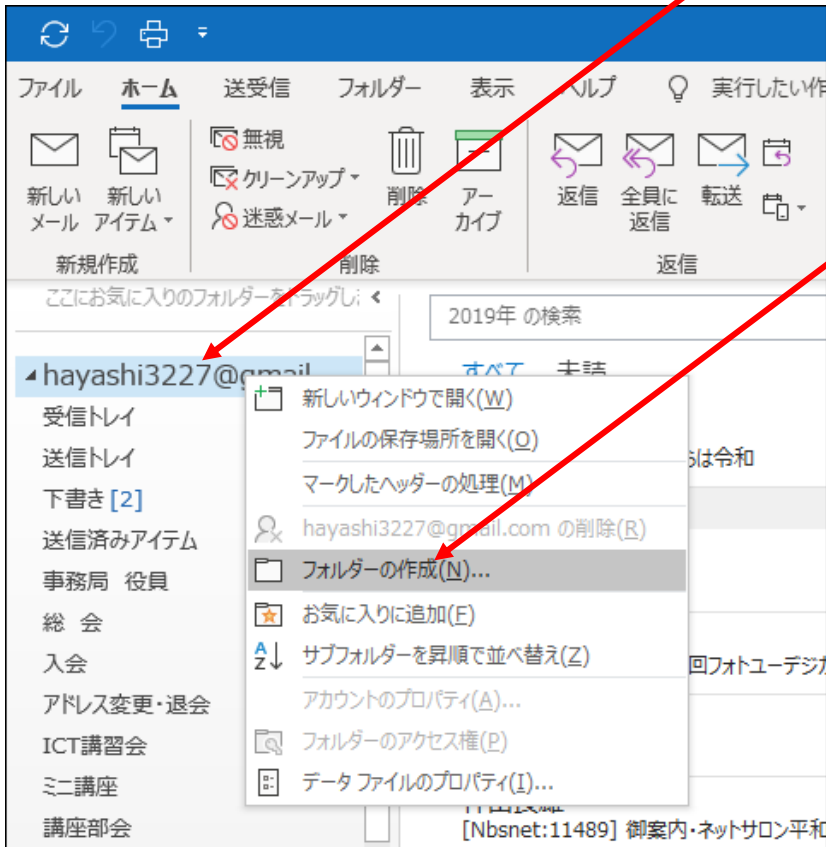 ファイル ホーム 送受信 フォルダー 表示 ヘルプ 実行したい作
無視
クリーンアップ
迷惑メール
新しい
メール
新しい
アイテム
削除
アー
カイブ
返信
全員に
返信
転送
新規作成 削除 返信
ここにお気に入りのフォルダーをドラッグし
2019年 の検索
すべて 未読
hayashi3227@gmail
受信トレイ
送信トレイ
下書き [2]
送信済みアイテム
事務局 役員
総 会
入会
アドレス変更・退会
ICT講習会
ミニ講座
講座部会
新しいウィンドウで開く(W)
ファイルの保存場所を開く(O)
マークしたヘッダーの処理(M)
hayashi3227@gmail.com の削除(R)
フォルダーの作成(N)...
お気に入りに追加(F)
サブフォルダーを昇順で並べ替え(Z)
アカウントのプロパティ(A)...
フォルダーのアクセス権(P)
データ ファイルのプロパティ(I)...
は令和
回フォトユーデジカ
[Nbsnet:11489] 御案内・ネットサロン平和